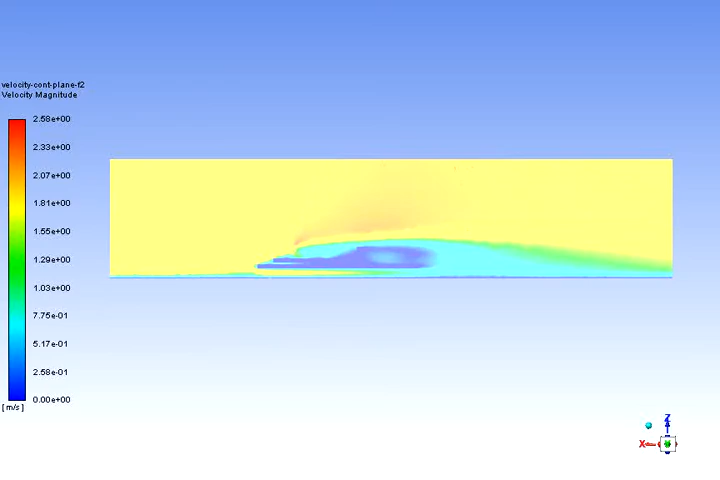 velocity-cont-plane-f2
Velocity Magnitude
2.58e+00
2.33e+00
2.07e+00
1.81e+00
1.55e+00
1.29e+00
1.03e+00
7.75e-01
5.17e-01
2.58e-01
0.00e+00
[ m/s ]
Z
X